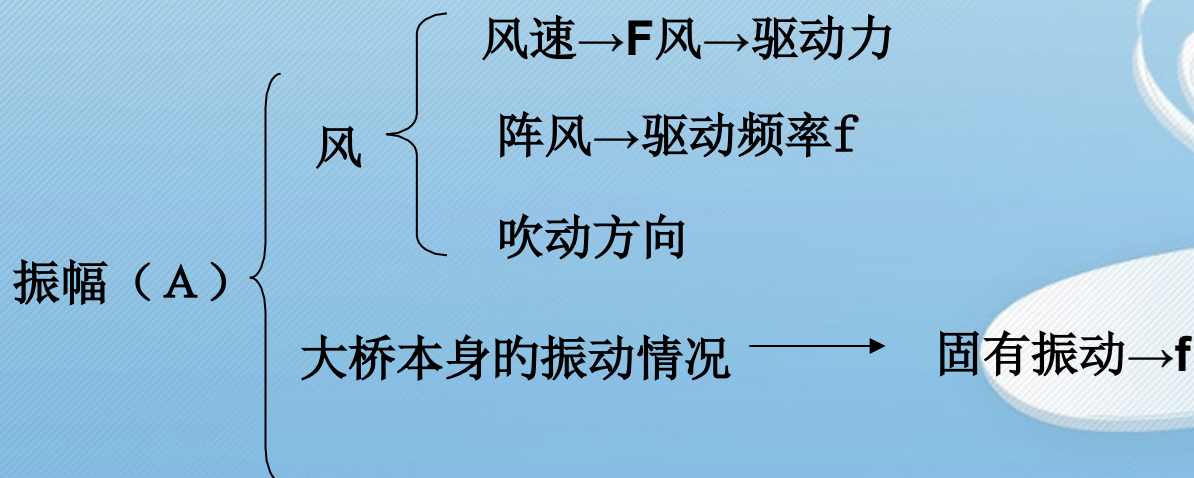 风速→F风→驱动力
风
阵风→驱动频率f
吹动方向
振幅（A）
大桥本身旳振动情况
固有振动→f